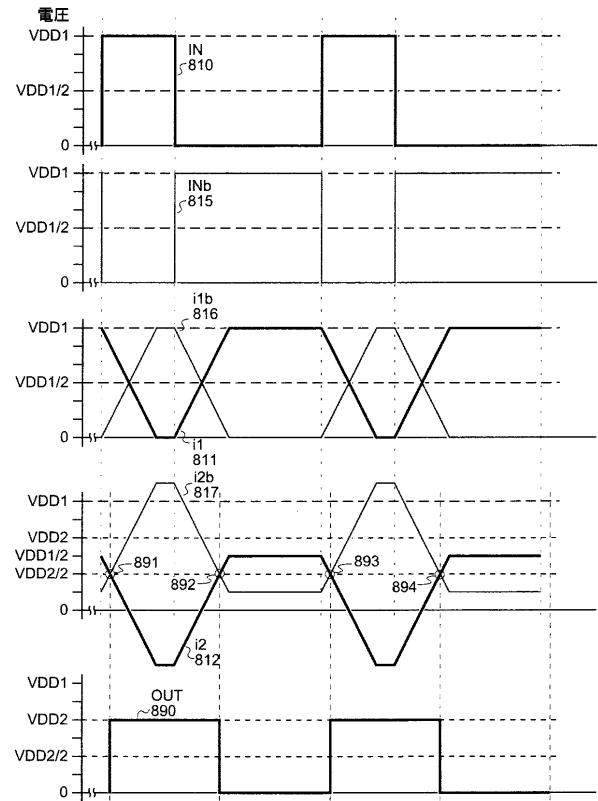 電圧
VDD1
IN
810
VDD1/2
0
VDD1
INb
815
VDD1/2
0
i1b
816
VDD1
VDD1/2
0
i1
811
i2b
817
VDD1
VDD2
VDD1/2
VDD2/2
891
892
893
894
0
i2
812
VDD1
OUT
890
VDD2
VDD2/2
0